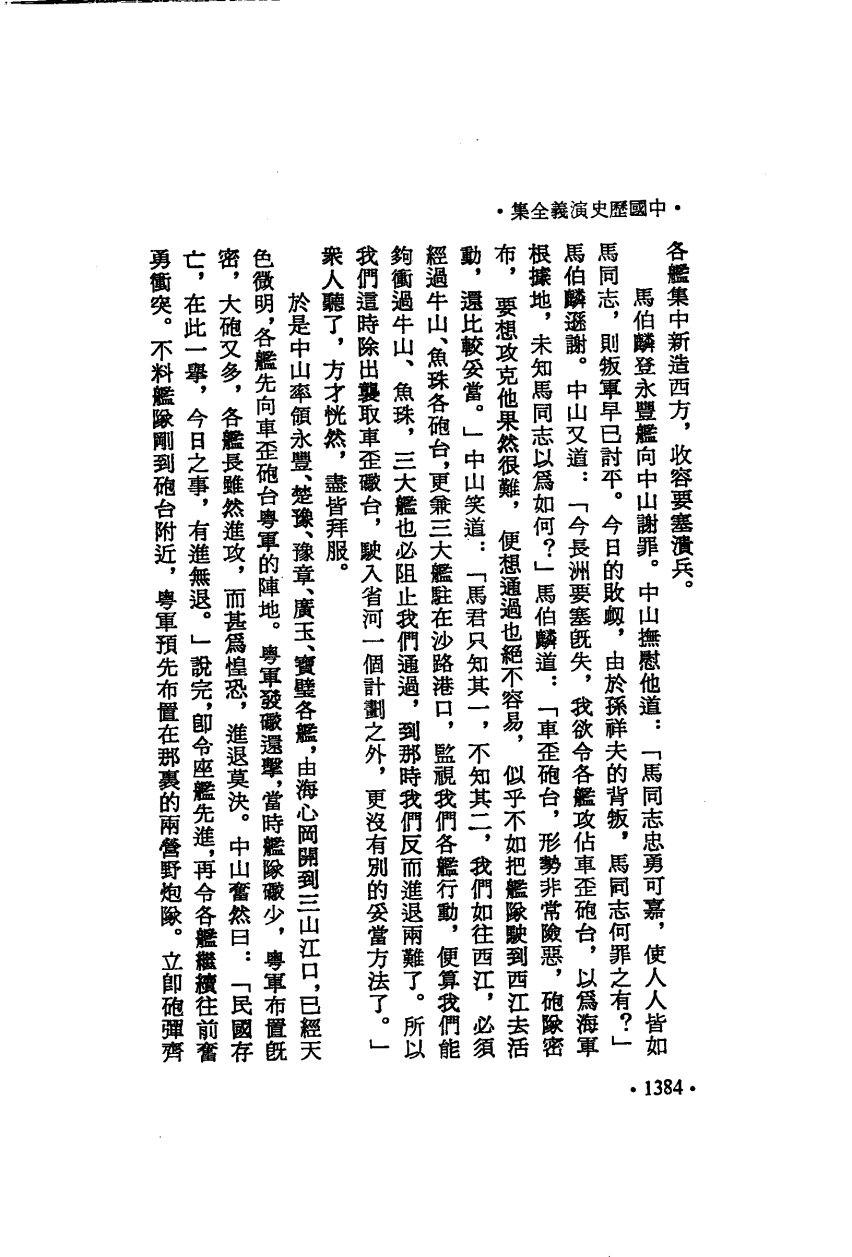 ·中國歷史演義全集·
各艦集中新造西方，收容要塞潰兵。
馬伯麟登永豐艦向中山謝罪。中山撫慰他道：「馬同志忠勇可嘉，使人人皆如
馬同志，則叛軍早已討平。今日的敗衂，由於孫祥夫的背叛，馬同志何罪之有？」
馬伯麟遜謝。中山又道：「今長洲要塞旣失，我欲令各艦攻佔車歪砲台，以爲海軍
根據地，未知馬同志以爲如何？」馬伯麟道：「車歪砲台，形勢非常險惡，砲隊密
布，要想攻克他果然很難，便想通過也絕不容易，似乎不如把艦隊駛到西江去活
動，還比較妥當。」中山笑道：「馬君只知其一，不知其二，我們如往西江，必須
經過牛山、魚珠各砲台，更兼三大艦駐在沙路港口，監視我們各艦行動，便算我們能
夠衝過牛山、魚珠，三大艦也必阻止我們通過，到那時我們反而進退兩難了。所以
我們這時除出襲取車歪礮台，駛入省河一個計劃之外，更沒有別的妥當方法了。」
衆人聽了，方才恍然，盡皆拜服。
於是中山率領永豐、楚豫、豫章、廣玉、寶璧各艦，由海心岡開到三山江口，已經天
色微明，各艦先向車歪砲台粵軍的陣地。粵軍發礮還擊，當時艦隊礮少，粵軍布置旣
密，大砲又多，各艦長雖然進攻，而甚爲惶恐，進退莫決。中山奮然曰：「民國存
亡，在此一舉，今日之事，有進無退。」說完，卽令座艦先進，再令各艦繼續往前奮
勇衝突。不料艦隊剛到砲台附近，粵軍預先布置在那裏的兩營野炮隊。立卽砲彈齊
·1384·